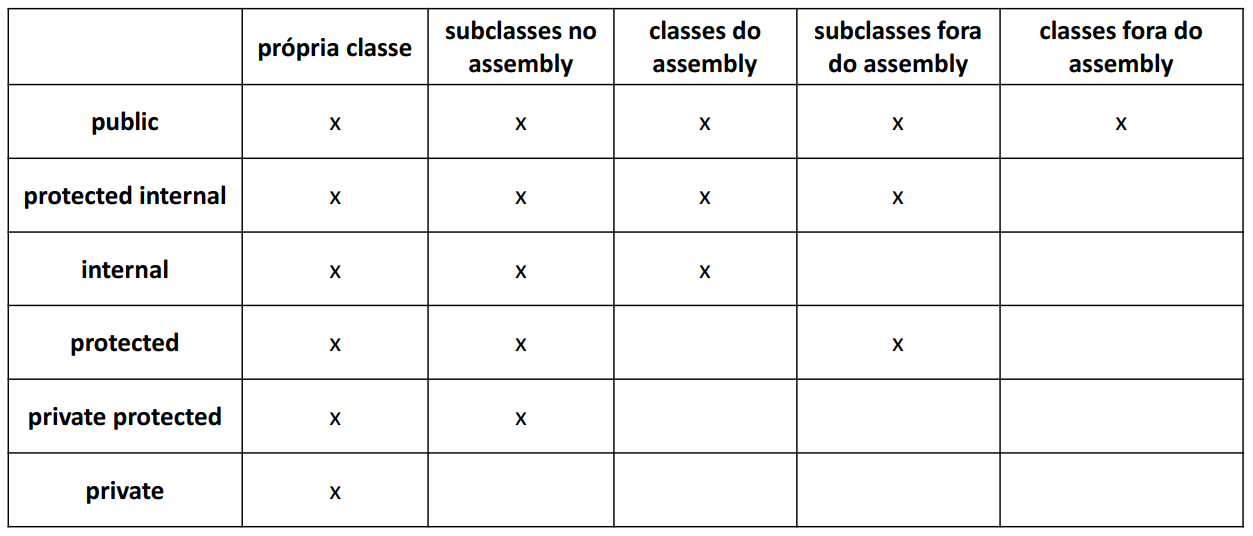 própria classe
subclasses no
assembly
classes do
assembly
subclasses fora
do assembly
classes fora do
assembly
public x x x x x
protected internal x x x x
internal x x x
protected x x x
private protected x x
private x